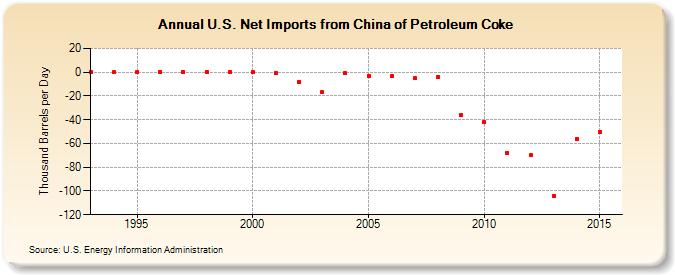 Annual U.S. Net Imports from China of Petroleum Coke
Thousand Barrels per Day
20
0
-20
-40
-60
-80
-100
-120
1995 2000 2005 2010 2015
Source: U.S. Energy Information Administration